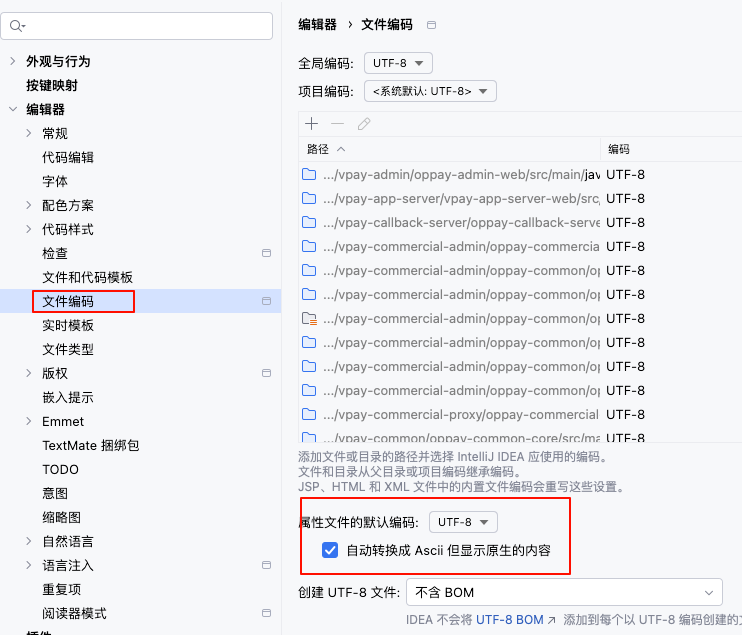 外观与行为
按键映射
编辑器
常规
代码编辑
字体
配色方案
代码样式
检查
文件和代码模板
文件编码
实时模板
文件类型
版权
嵌入提示
Emmet
TextMate 捆绑包
TODO
意图
缩略图
自然语言
语言注入
重复项
阅读器模式
插件
编辑器 › 文件编码
全局编码: UTF-8
项目编码: <系统默认: UTF-8>
路径 编码
.../vpay-admin/oppay-admin-web/src/main/jav UTF-8
.../vpay-app-server/vpay-app-server-web/src, UTF-8
.../vpay-callback-server/oppay-callback-serve UTF-8
.../vpay-commercial-admin/oppay-commercia UTF-8
.../vpay-commercial-admin/oppay-common/op UTF-8
.../vpay-commercial-admin/oppay-common/op UTF-8
.../vpay-commercial-admin/oppay-common/op UTF-8
.../vpay-commercial-admin/oppay-common/op UTF-8
.../vpay-commercial-admin/oppay-common/op UTF-8
.../vpay-commercial-admin/oppay-common/op UTF-8
.../vpay-commercial-proxy/oppay-commercial- UTF-8
.../vpay-common/oppay-common-core/src/ma UTF-8
添加文件或目录的路径并选择 IntelliJ IDEA 应使用的编码。
文件和目录从父目录或项目编码继承编码。
JSP、HTML 和 XML 文件中的内置文件编码会重写这些设置。
属性文件的默认编码: UTF-8
自动转换成 Ascii 但显示原生的内容
创建 UTF-8 文件: 不含 BOM
IDEA 不会将 UTF-8 BOM ↗ 添加到每个以 UTF-8 编码创建的文